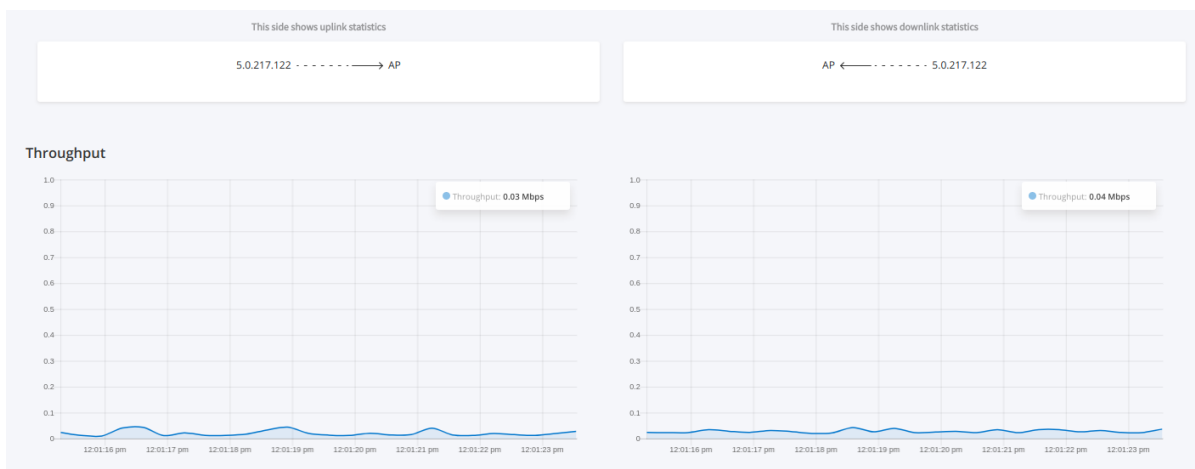 This side shows uplink statistics
This side shows downlink statistics
5.0.217.122 - - - - - - ⟶ AP
AP ⟵ - - - - - - 5.0.217.122
Throughput
1.0
0.9
0.8
0.7
0.6
0.5
0.4
0.3
0.2
0.1
0
Throughput: 0.03 Mbps
12:01:16 pm 12:01:17 pm 12:01:18 pm 12:01:19 pm 12:01:20 pm 12:01:21 pm 12:01:22 pm 12:01:23 pm
1.0
0.9
0.8
0.7
0.6
0.5
0.4
0.3
0.2
0.1
0
Throughput: 0.04 Mbps
12:01:16 pm 12:01:17 pm 12:01:18 pm 12:01:19 pm 12:01:20 pm 12:01:21 pm 12:01:22 pm 12:01:23 pm